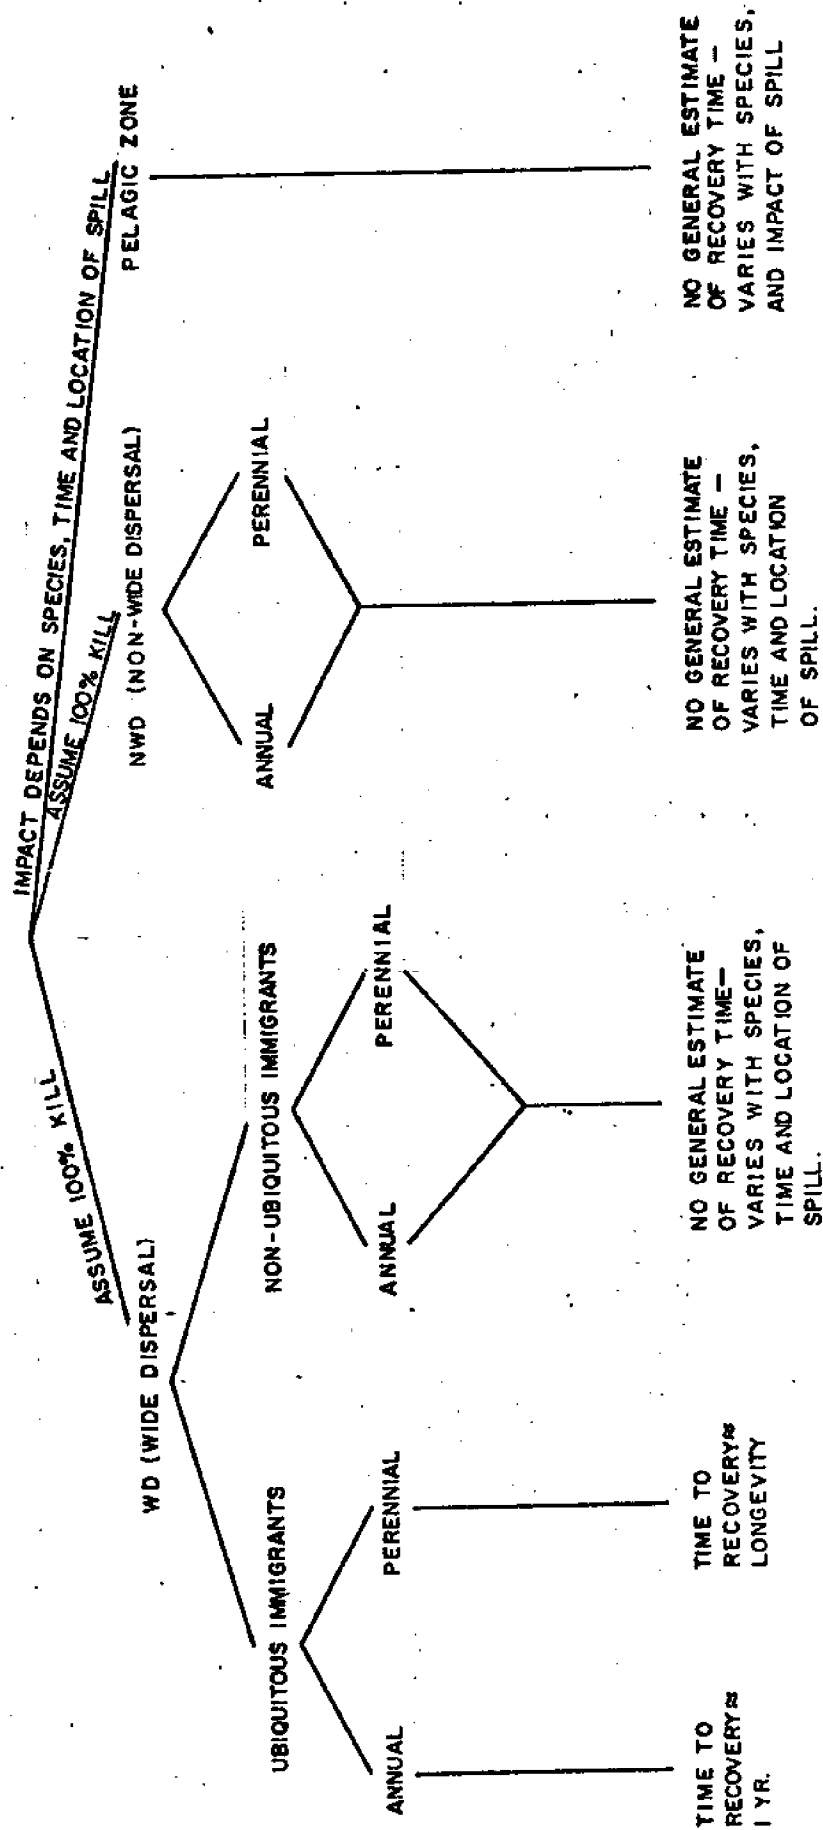 IMPACT DEPENDS ON SPECIES, TIME AND LOCATION OF SPILL
ASSUME 100% KILL
ASSUME 100% KILL
WD (WIDE DISPERSAL)
NWD (NON-WIDE DISPERSAL)
PELAGIC ZONE
UBIQUITOUS IMMIGRANTS
NON-UBIQUITOUS IMMIGRANTS
ANNUAL
PERENNIAL
ANNUAL
PERENNIAL
ANNUAL
PERENNIAL
TIME TO
RECOVERY≈
1 YR.
TIME TO
RECOVERY≈
LONGEVITY
NO GENERAL ESTIMATE
OF RECOVERY TIME—
VARIES WITH SPECIES,
TIME AND LOCATION OF
SPILL.
NO GENERAL ESTIMATE
OF RECOVERY TIME —
VARIES WITH SPECIES,
TIME AND LOCATION
OF SPILL.
NO GENERAL ESTIMATE
OF RECOVERY TIME —
VARIES WITH SPECIES,
AND IMPACT OF SPILL